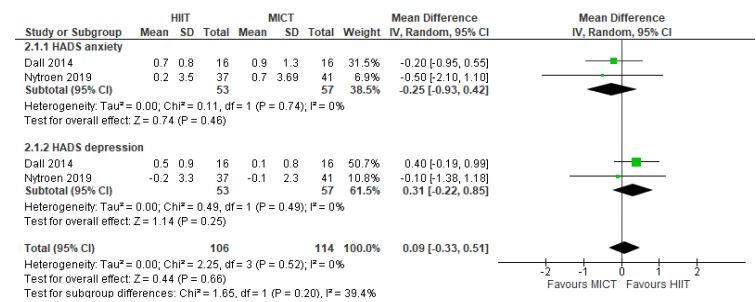 HIIT MICT Mean Difference Mean Difference
Study or Subgroup Mean SD Total Mean SD Total Weight IV, Random, 95% CI IV, Random, 95% CI
2.1.1 HADS anxiety
Dall 2014 0.7 0.8 16 0.9 1.3 16 31.5% -0.20 [-0.95, 0.55]
Nytroen 2019 0.2 3.5 37 0.7 3.69 41 6.9% -0.50 [-2.10, 1.10]
Subtotal (95% CI) 53 57 38.5% -0.25 [-0.93, 0.42]
Heterogeneity: Tau² = 0.00; Chi² = 0.11, df = 1 (P = 0.74); I² = 0%
Test for overall effect: Z = 0.74 (P = 0.46)
2.1.2 HADS depression
Dall 2014 0.5 0.9 16 0.1 0.8 16 50.7% 0.40 [-0.19, 0.99]
Nytroen 2019 -0.2 3.3 37 -0.1 2.3 41 10.8% -0.10 [-1.38, 1.18]
Subtotal (95% CI) 53 57 61.5% 0.31 [-0.22, 0.85]
Heterogeneity: Tau² = 0.00; Chi² = 0.49, df = 1 (P = 0.49); I² = 0%
Test for overall effect: Z = 1.14 (P = 0.25)
Total (95% CI) 106 114 100.0% 0.09 [-0.33, 0.51]
Heterogeneity: Tau² = 0.00; Chi² = 2.25, df = 3 (P = 0.52); I² = 0%
Test for overall effect: Z = 0.44 (P = 0.66)
Test for subgroup differences: Chi² = 1.65, df = 1 (P = 0.20), I² = 39.4%
-2 -1 0 1 2
Favours MICT Favours HIIT